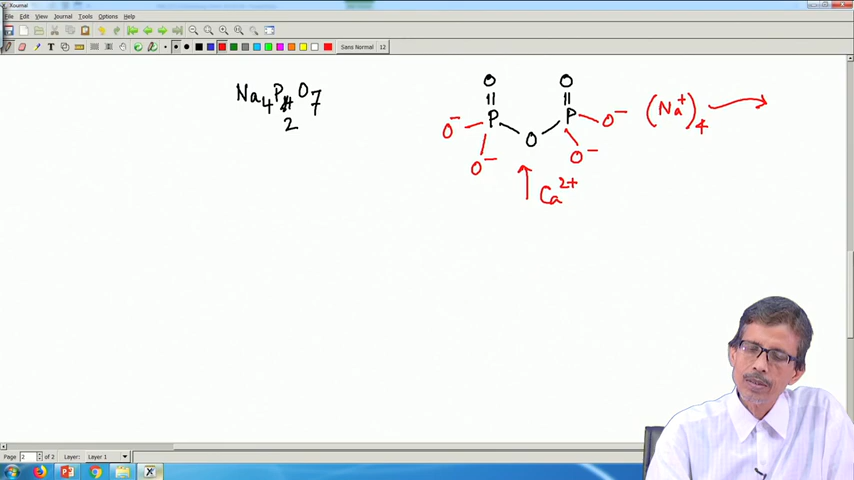 Xournal
File Edit View Journal Tools Options Help
Sans Normal 12
Na₄P₂O₇
O O
O⁻ P P O⁻ (Na⁺)₄
O
O⁻ O⁻
Ca²⁺
Page 2 of 2 Layer: Layer 1